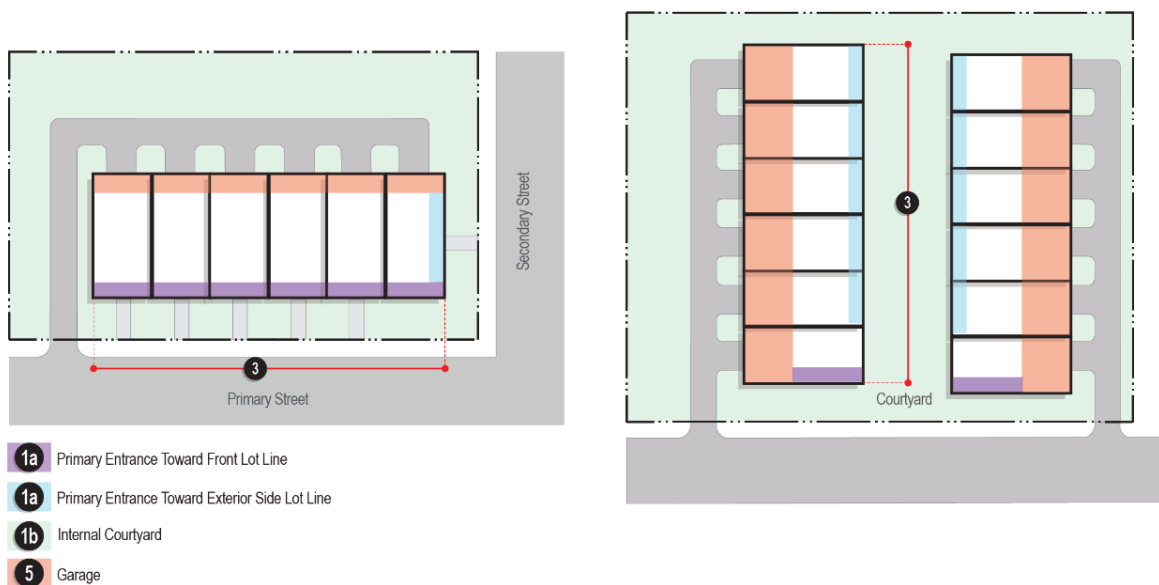 Secondary Street
3
Primary Street
1a Primary Entrance Toward Front Lot Line
1a Primary Entrance Toward Exterior Side Lot Line
1b Internal Courtyard
5 Garage
3
Courtyard